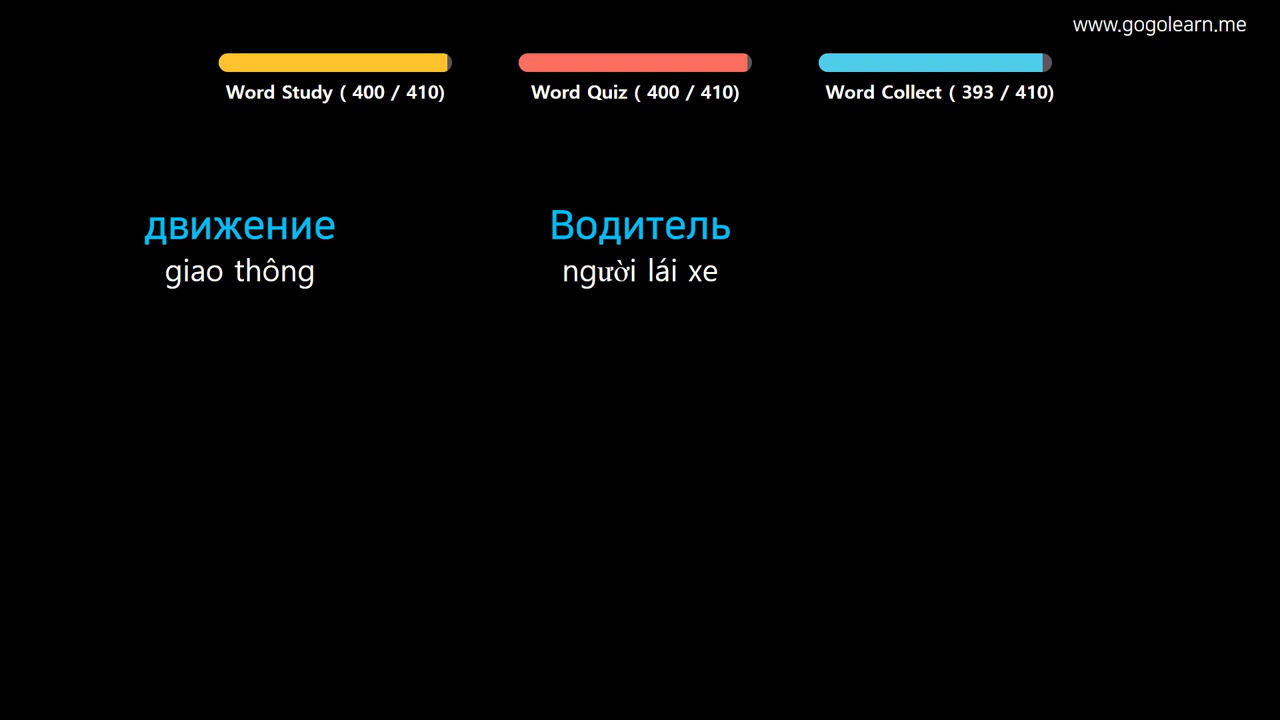 www.gogolearn.me
Word Study ( 400 / 410)
Word Quiz ( 400 / 410)
Word Collect ( 393 / 410)
движение
giao thông
Водитель
người lái xe